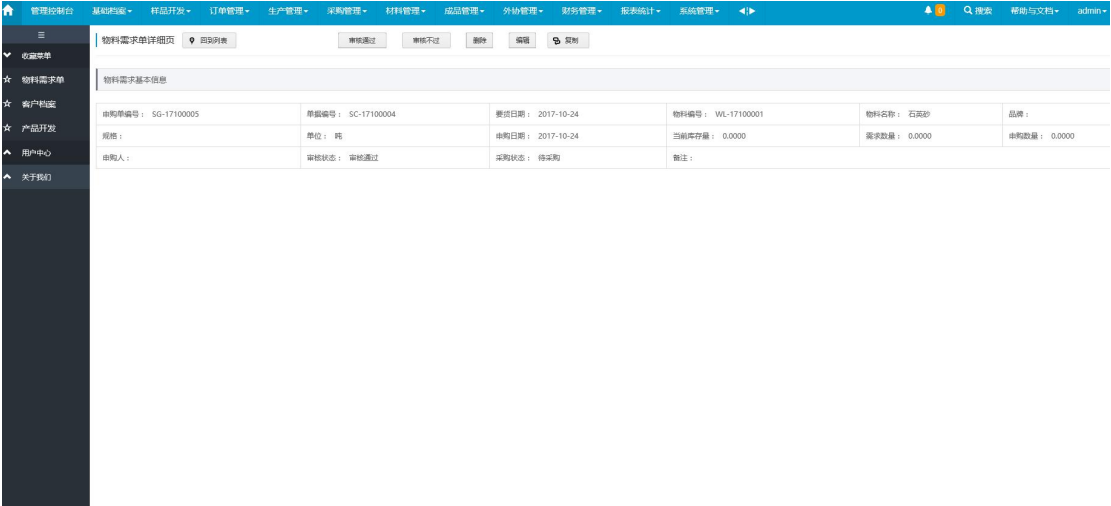 管理控制台 基础档案 样品开发 订单管理 生产管理 采购管理 材料管理 成品管理 外协管理 财务管理 报表统计 系统管理 0 搜索 帮助与文档 admin
物料需求单详细页 回到列表 审核通过 审核不过 删除 编辑 复制
收藏菜单
物料需求单
客户档案
产品开发
用户中心
关于我们
物料需求基本信息
申购单编号： SG-17100005 单据编号： SC-17100004 要货日期： 2017-10-24 物料编号： WL-17100001 物料名称： 石英砂 品牌：
规格： 单位： 吨 申购日期： 2017-10-24 当前库存量： 0.0000 需求数量： 0.0000 申购数量： 0.0000
申购人： 审核状态： 审核通过 采购状态： 待采购 备注：